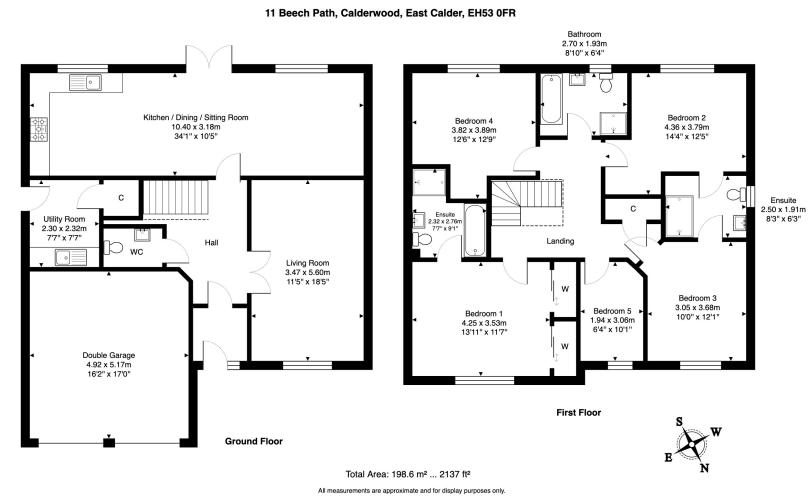 11 Beech Path, Calderwood, East Calder, EH53 0FR
Kitchen / Dining / Sitting Room
10.40 x 3.18m
34'1" x 10'5"
C
Utility Room
2.30 x 2.32m
7'7" x 7'7"
WC
Hall
Living Room
3.47 x 5.60m
11'5" x 18'5"
Double Garage
4.92 x 5.17m
16'2" x 17'0"
Ground Floor
Bathroom
2.70 x 1.93m
8'10" x 6'4"
Bedroom 4
3.82 x 3.89m
12'6" x 12'9"
Bedroom 2
4.36 x 3.79m
14'4" x 12'5"
Ensuite
2.32 x 2.76m
7'7" x 9'1"
Landing
C
Ensuite
2.50 x 1.91m
8'3" x 6'3"
Bedroom 1
4.25 x 3.53m
13'11" x 11'7"
W
W
Bedroom 5
1.94 x 3.06m
6'4" x 10'1"
Bedroom 3
3.05 x 3.68m
10'0" x 12'1"
First Floor
S
W
E
N
Total Area: 198.6 m² ... 2137 ft²
All measurements are approximate and for display purposes only.